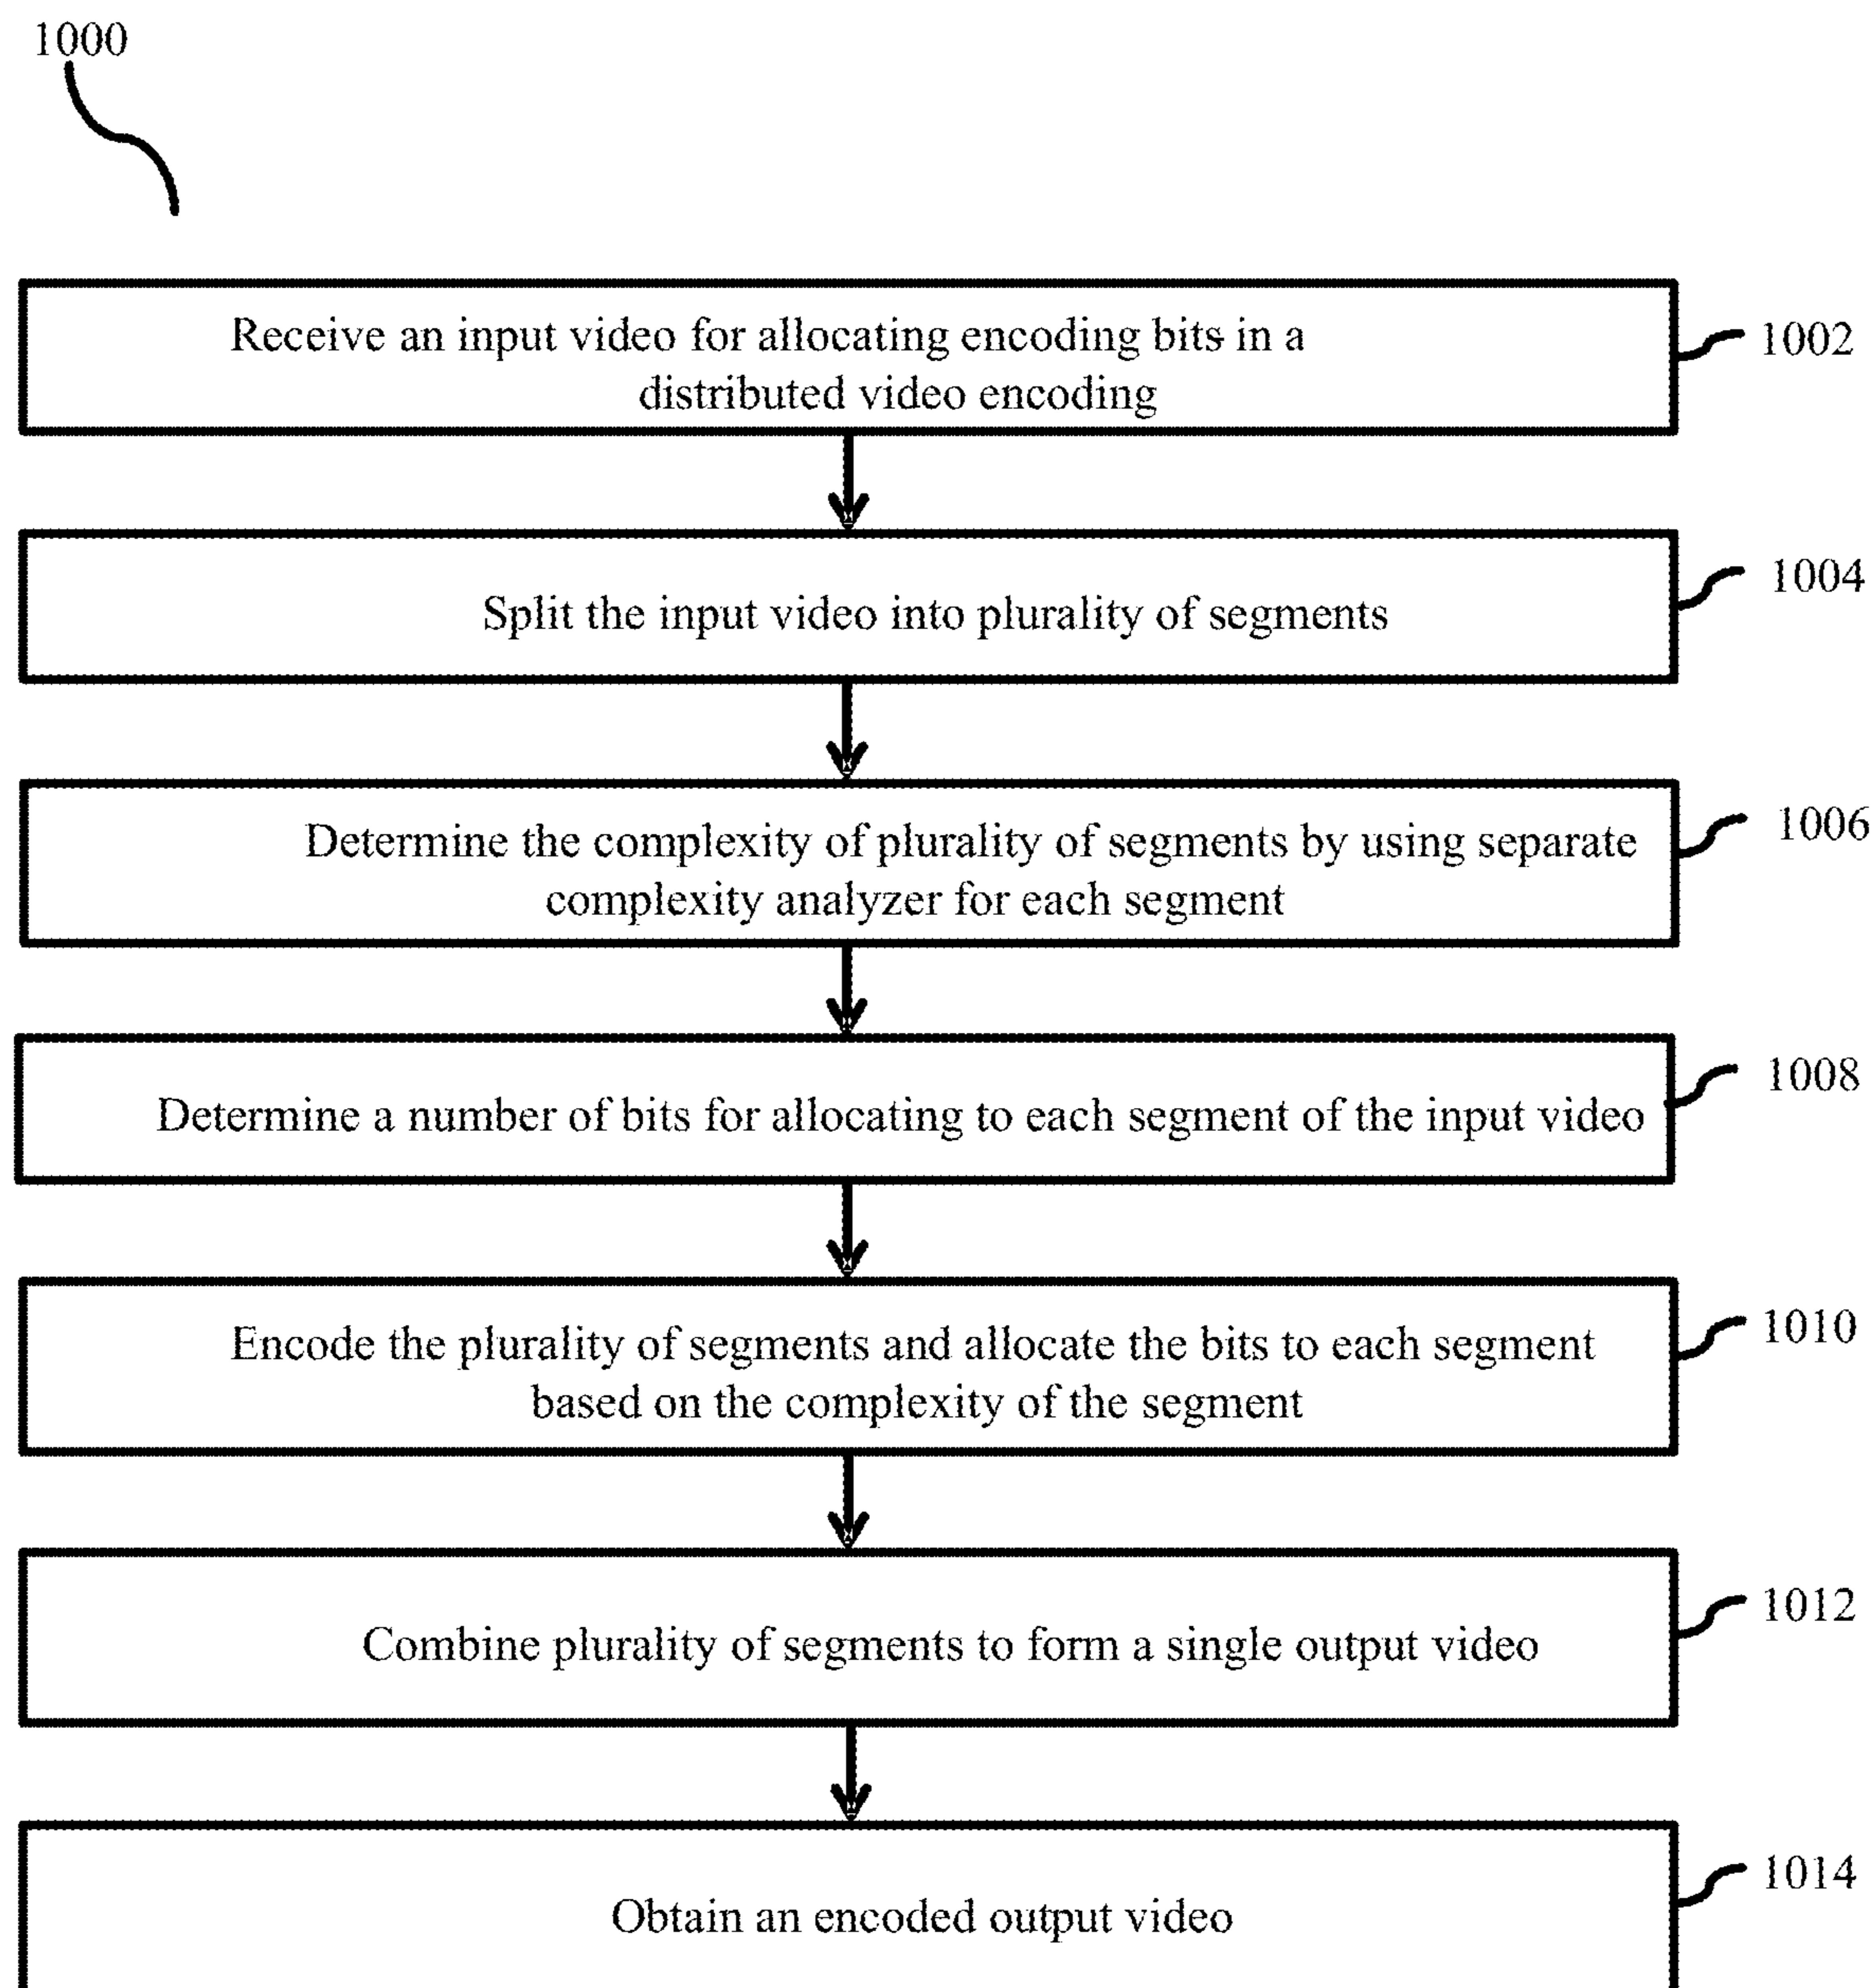 1000
Receive an input video for allocating encoding bits in a
distributed video encoding
1002
Split the input video into plurality of segments
1004
Determine the complexity of plurality of segments by using separate
complexity analyzer for each segment
1006
Determine a number of bits for allocating to each segment of the input video
1008
Encode the plurality of segments and allocate the bits to each segment
based on the complexity of the segment
1010
Combine plurality of segments to form a single output video
1012
Obtain an encoded output video
1014